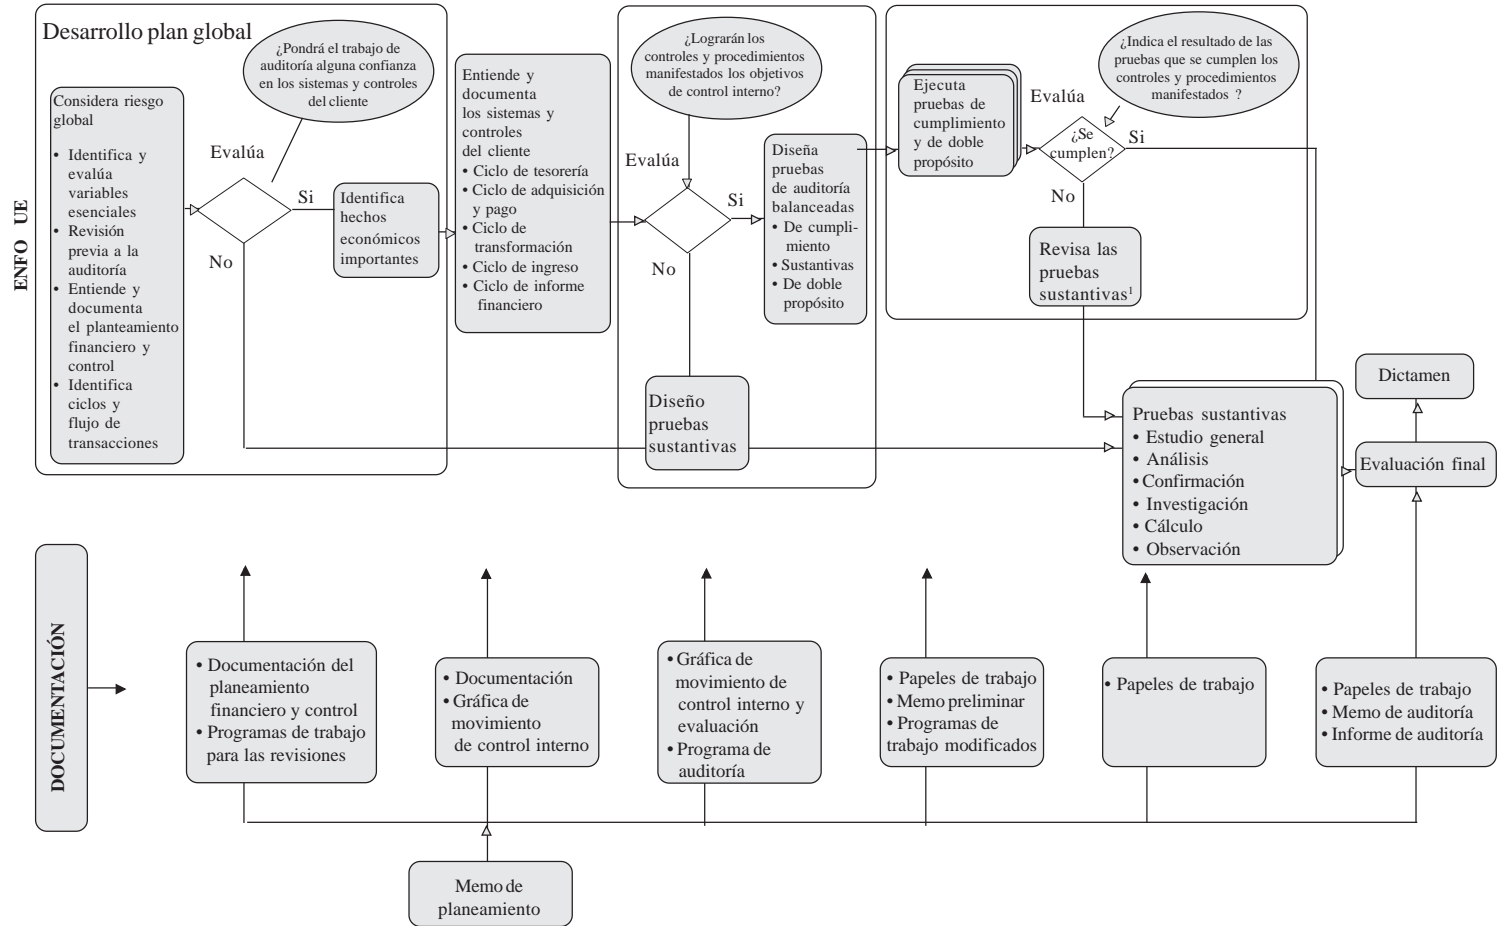 Desarrollo plan global
¿Pondrá el trabajo de
auditoría alguna confianza
en los sistemas y controles
del cliente
ENFO UE
Considera riesgo
global
• Identifica y
evalúa
variables
esenciales
• Revisión
previa a la
auditoría
• Entiende y
documenta
el planteamiento
financiero y
control
• Identifica
ciclos y
flujo de
transacciones
Evalúa
Si
No
Identifica
hechos
económicos
importantes
Entiende y
documenta
los sistemas y
controles
del cliente
• Ciclo de tesorería
• Ciclo de adquisición
y pago
• Ciclo de
transformación
• Ciclo de ingreso
• Ciclo de informe
financiero
¿Lograrán los
controles y procedimientos
manifestados los objetivos
de control interno?
Evalúa
Si
No
Diseño
pruebas
sustantivas
Diseña
pruebas
de auditoría
balanceadas
• De cumpli-
miento
• Sustantivas
• De doble
propósito
Ejecuta
pruebas de
cumplimiento
y de doble
propósito
Evalúa
¿Indica el resultado de las
pruebas que se cumplen los
controles y procedimientos
manifestados ?
¿Se
cumplen?
Si
No
Revisa las
pruebas
sustantivas1
Pruebas sustantivas
• Estudio general
• Análisis
• Confirmación
• Investigación
• Cálculo
• Observación
Dictamen
Evaluación final
DOCUMENTACIÓN
• Documentación del
planeamiento
financiero y control
• Programas de trabajo
para las revisiones
• Documentación
• Gráfica de
movimiento
de control interno
• Gráfica de
movimiento de
control interno y
evaluación
• Programa de
auditoría
• Papeles de trabajo
• Memo preliminar
• Programas de
trabajo modificados
• Papeles de trabajo
• Papeles de trabajo
• Memo de auditoría
• Informe de auditoría
Memo de
planeamiento